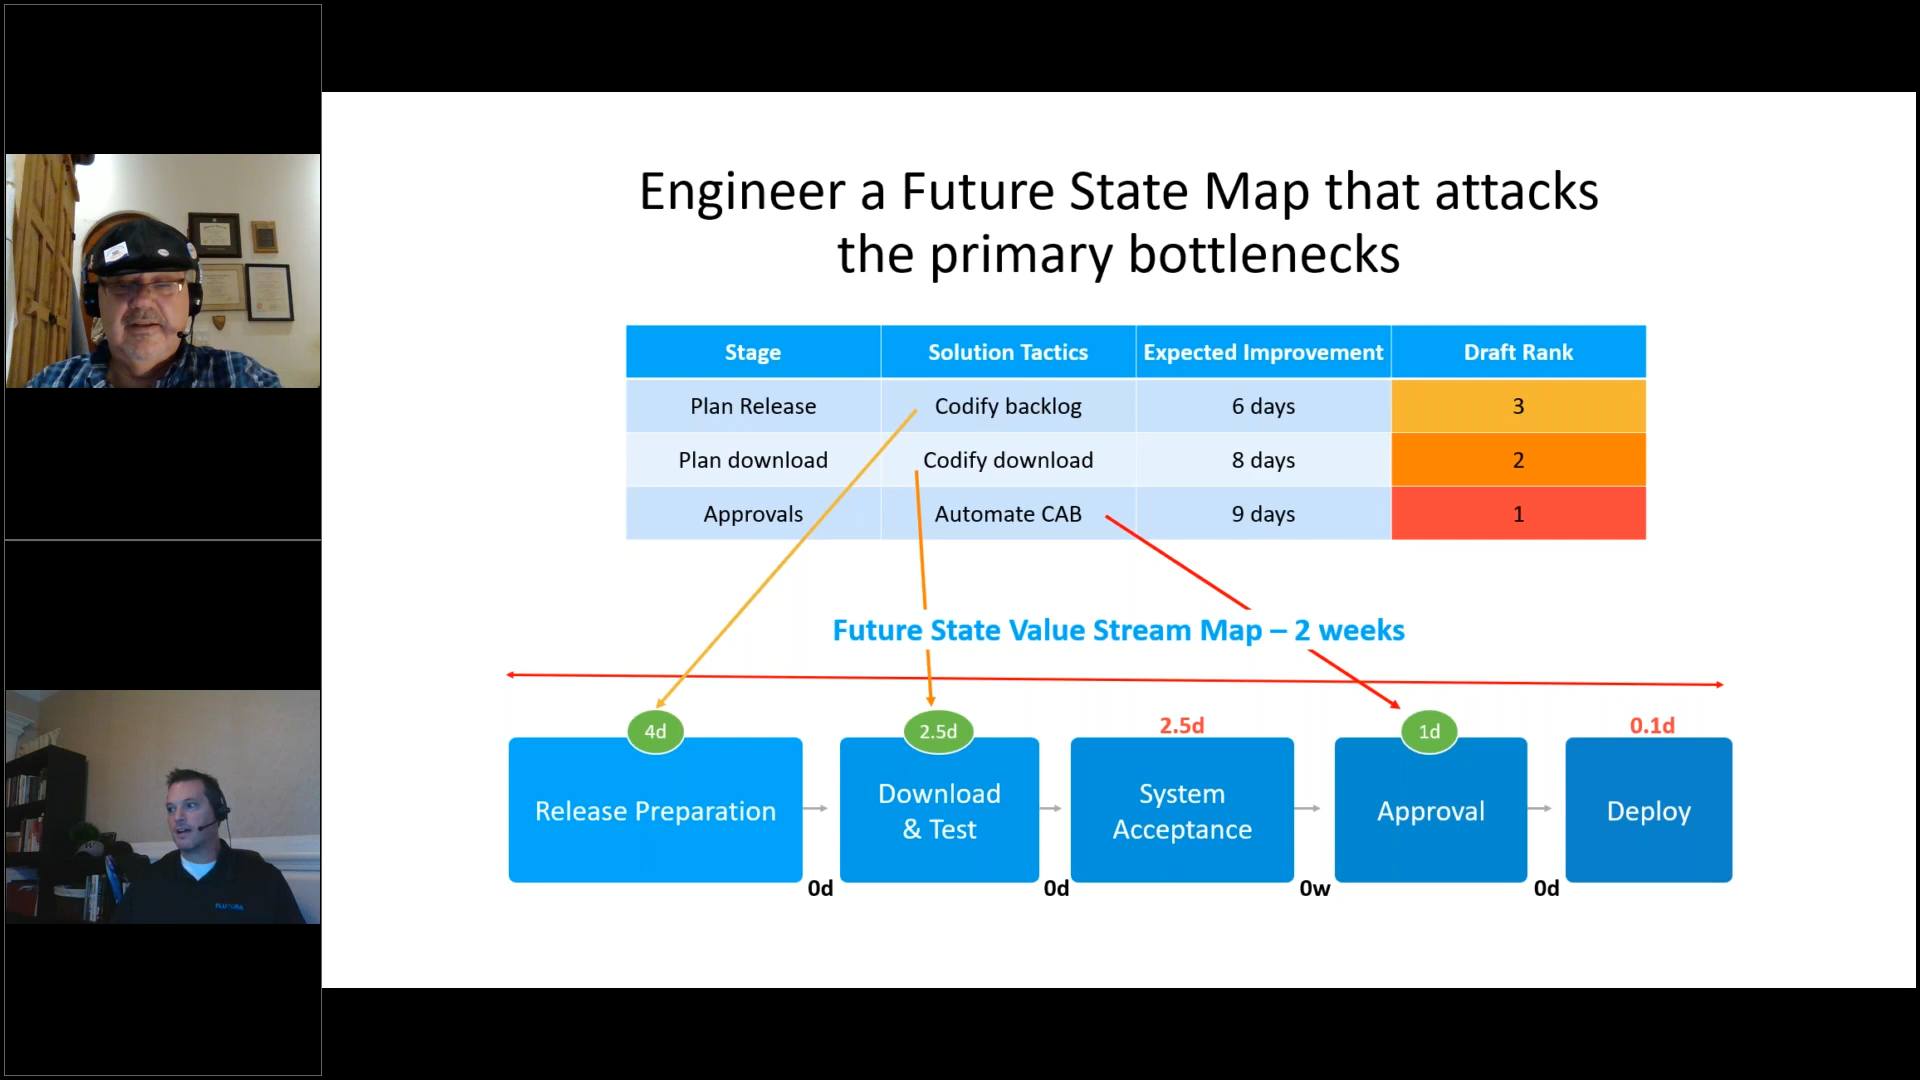 Engineer a Future State Map that attacks
the primary bottlenecks
Stage Solution Tactics Expected Improvement Draft Rank
Plan Release Codify backlog 6 days 3
Plan download Codify download 8 days 2
Approvals Automate CAB 9 days 1
Future State Value Stream Map – 2 weeks
4d 2.5d 2.5d 1d 0.1d
Release Preparation
Download
& Test
System
Acceptance
Approval
Deploy
0d 0d 0w 0d